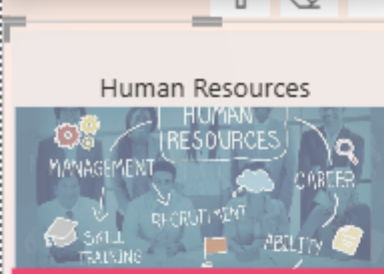 Human Resources
HUMAN
RESOURCES
MANAGEMENT
CAREER
RECRUITMENT
SKILL
TRAINING
ABILITY